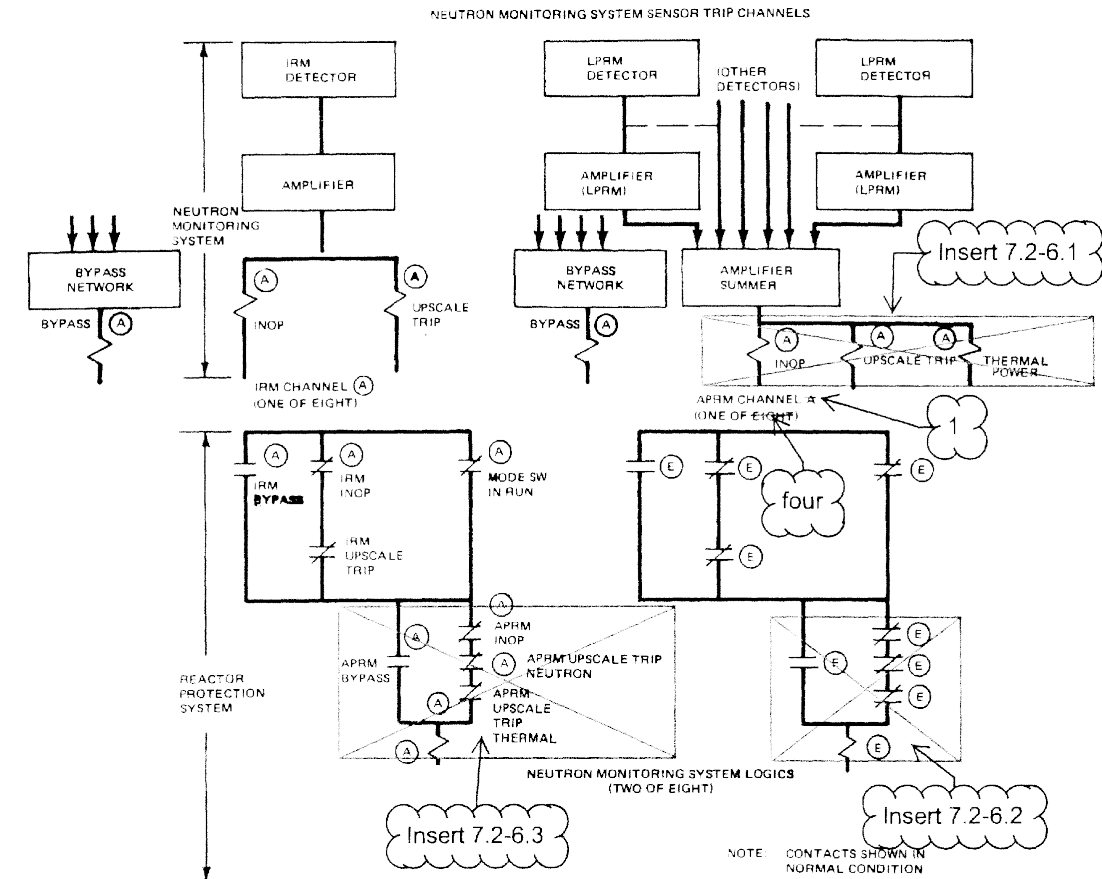 NEUTRON MONITORING SYSTEM SENSOR TRIP CHANNELS
IRM
DETECTOR
LPRM
DETECTOR
(OTHER
DETECTORS)
LPRM
DETECTOR
AMPLIFIER
AMPLIFIER
(LPRM)
AMPLIFIER
(LPRM)
NEUTRON
MONITORING
SYSTEM
BYPASS
NETWORK
BYPASS
A
A
INOP
A
UPSCALE
TRIP
BYPASS
NETWORK
BYPASS
A
AMPLIFIER
SUMMER
Insert 7.2-6.1
A
INOP
A
UPSCALE TRIP
A
THERMAL
POWER
IRM CHANNEL A
(ONE OF EIGHT)
APRM CHANNEL A
(ONE OF EIGHT)
1
four
A
IRM
BYPASS
A
IRM
INOP
A
MODE SW
IN RUN
IRM
UPSCALE
TRIP
E
E
E
E
REACTOR
PROTECTION
SYSTEM
A
APRM
INOP
A
APRM
BYPASS
A
APRM UPSCALE TRIP
NEUTRON
A
APRM
UPSCALE
TRIP
THERMAL
A
E
E
E
E
E
NEUTRON MONITORING SYSTEM LOGICS
(TWO OF EIGHT)
Insert 7.2-6.3
Insert 7.2-6.2
NOTE: CONTACTS SHOWN IN
NORMAL CONDITION